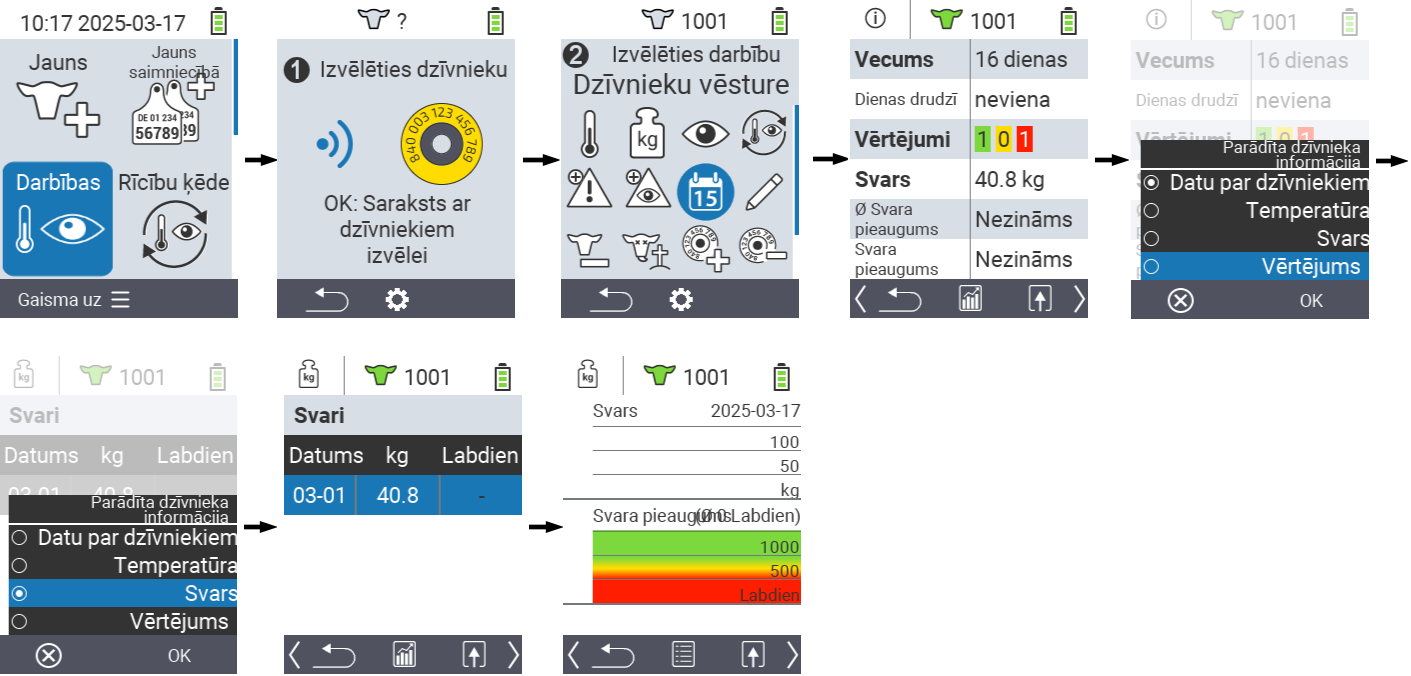 10:17 2025-03-17
Jauns
Jauns
saimniecībā
DE 01 234
234
56789
89
Darbības
Rīcību ķēde
Gaisma uz
?
1 Izvēlēties dzīvnieku
840 003 123 456 789
OK: Saraksts ar
dzīvniekiem
izvēlei
1001
2 Izvēlēties darbību
Dzīvnieku vēsture
kg
15
1001
Vecums 16 dienas
Dienas drudzī neviena
Vērtējumi 1 0 1
Svars 40.8 kg
Ø Svara
pieaugums Nezināms
Svara
pieaugums Nezināms
1001
Vecums 16 dienas
Dienas drudzī neviena
Vērtējumi 1 0 1
Parādīta dzīvnieka
informācija
Datu par dzīvniekiem
Temperatūra
Svars
Vērtējums
OK
kg 1001
Svari
Datums kg Labdien
03-01 40.8
Parādīta dzīvnieka
informācija
Datu par dzīvniekiem
Temperatūra
Svars
Vērtējums
OK
kg 1001
Svari
Datums kg Labdien
03-01 40.8 -
kg 1001
Svars 2025-03-17
100
50
kg
Svara pieaugums (Ø 0 Labdien)
1000
500
Labdien